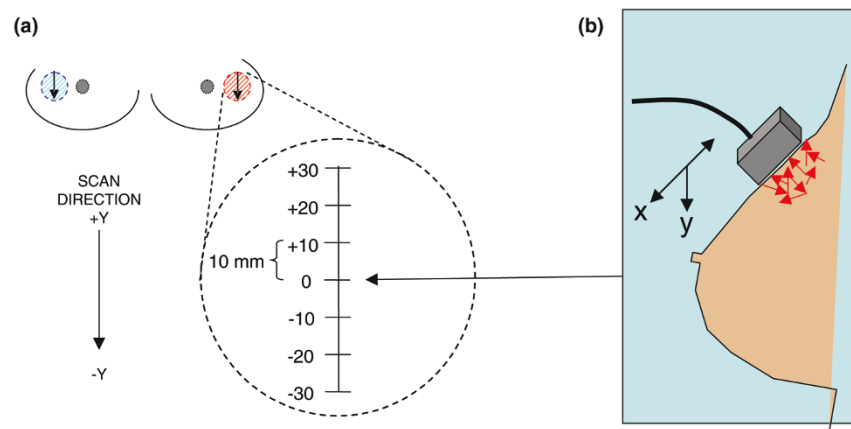 (a)
(b)
SCAN
DIRECTION
+Y
-Y
+30
+20
+10
10 mm
0
-10
-20
-30
x
y